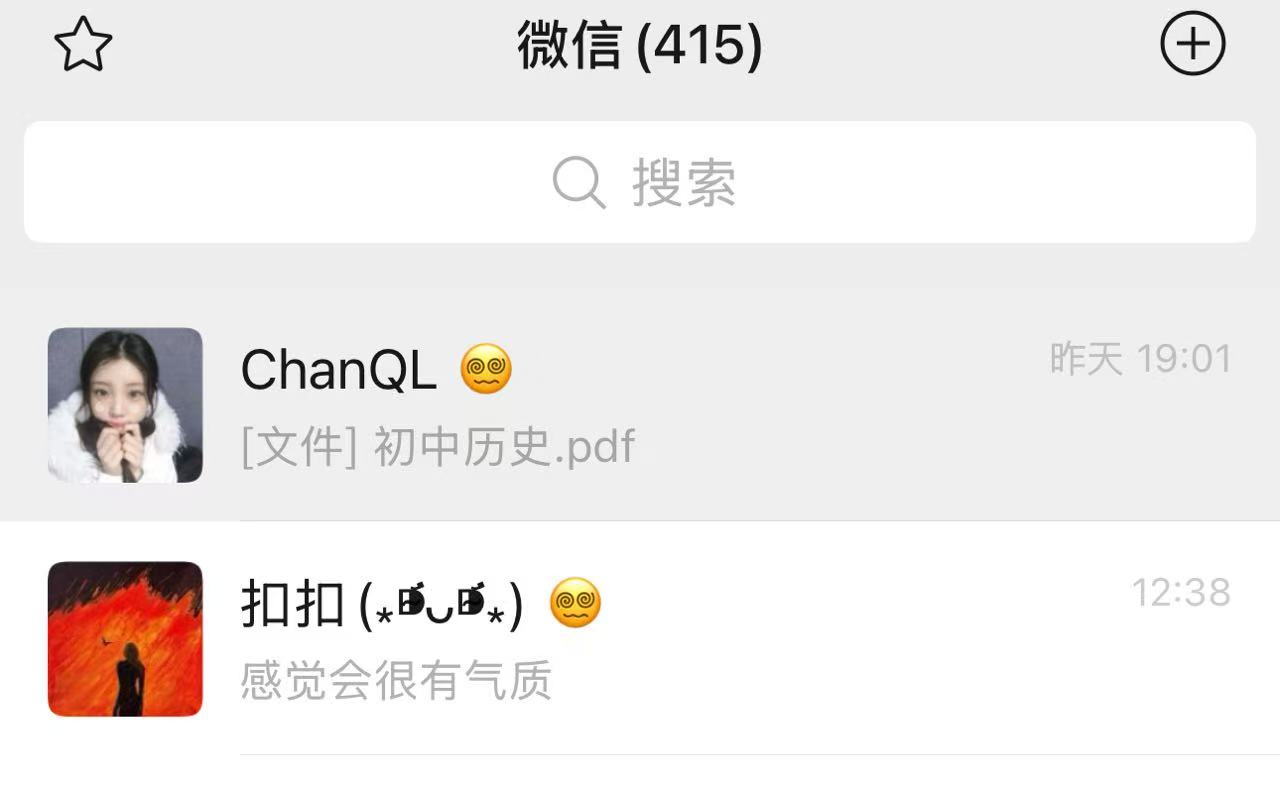 微信(415)
搜索
ChanQL 😵‍💫
昨天 19:01
[文件] 初中历史.pdf
扣扣 😵‍💫
12:38
感觉会很有气质